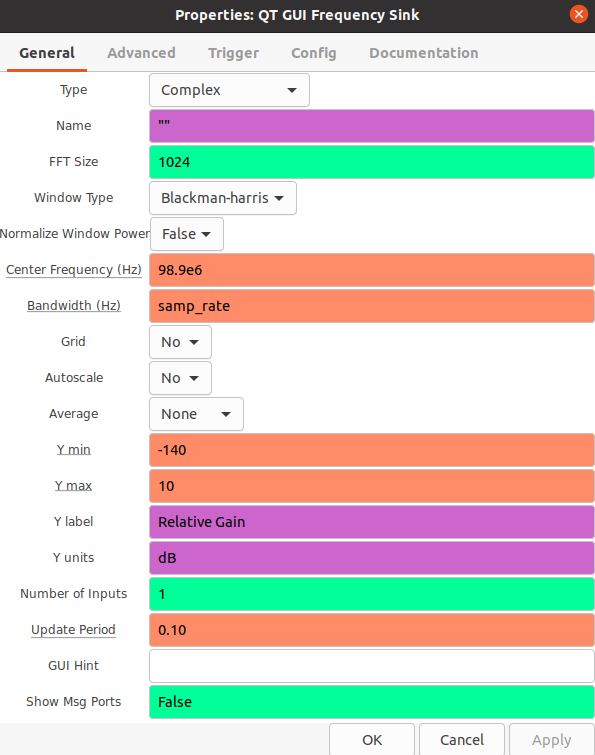 Properties: QT GUI Frequency Sink
General Advanced Trigger Config Documentation
Type Complex
Name ""
FFT Size 1024
Window Type Blackman-harris
Normalize Window Power False
Center Frequency (Hz) 98.9e6
Bandwidth (Hz) samp_rate
Grid No
Autoscale No
Average None
Y min -140
Y max 10
Y label Relative Gain
Y units dB
Number of Inputs 1
Update Period 0.10
GUI Hint
Show Msg Ports False
OK Cancel Apply